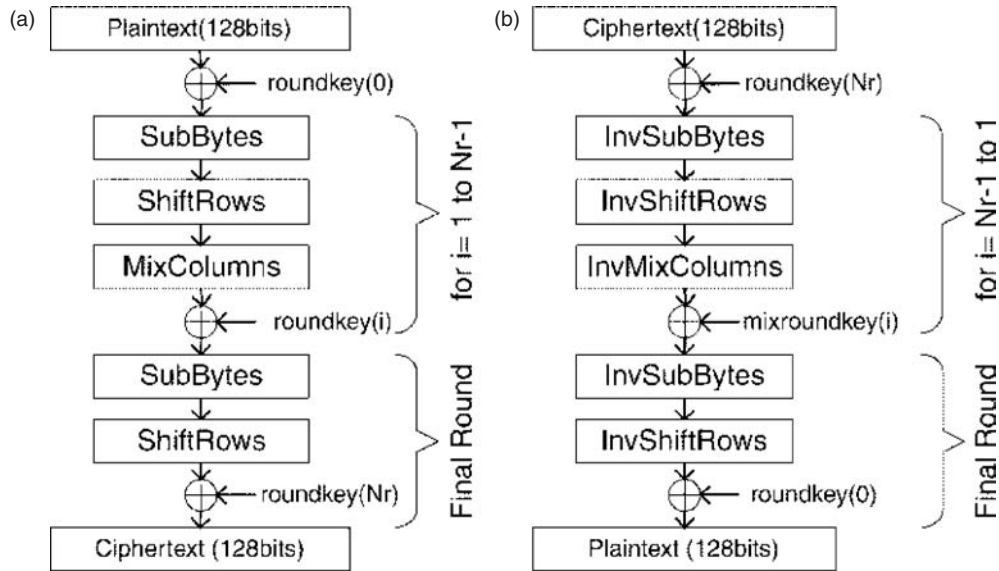 (a)
Plaintext(128bits)
roundkey(0)
SubBytes
ShiftRows
MixColumns
roundkey(i)
for i= 1 to Nr-1
SubBytes
ShiftRows
roundkey(Nr)
Final Round
Ciphertext (128bits)
(b)
Ciphertext(128bits)
roundkey(Nr)
InvSubBytes
InvShiftRows
InvMixColumns
mixroundkey(i)
for i= Nr-1 to 1
InvSubBytes
InvShiftRows
roundkey(0)
Final Round
Plaintext (128bits)